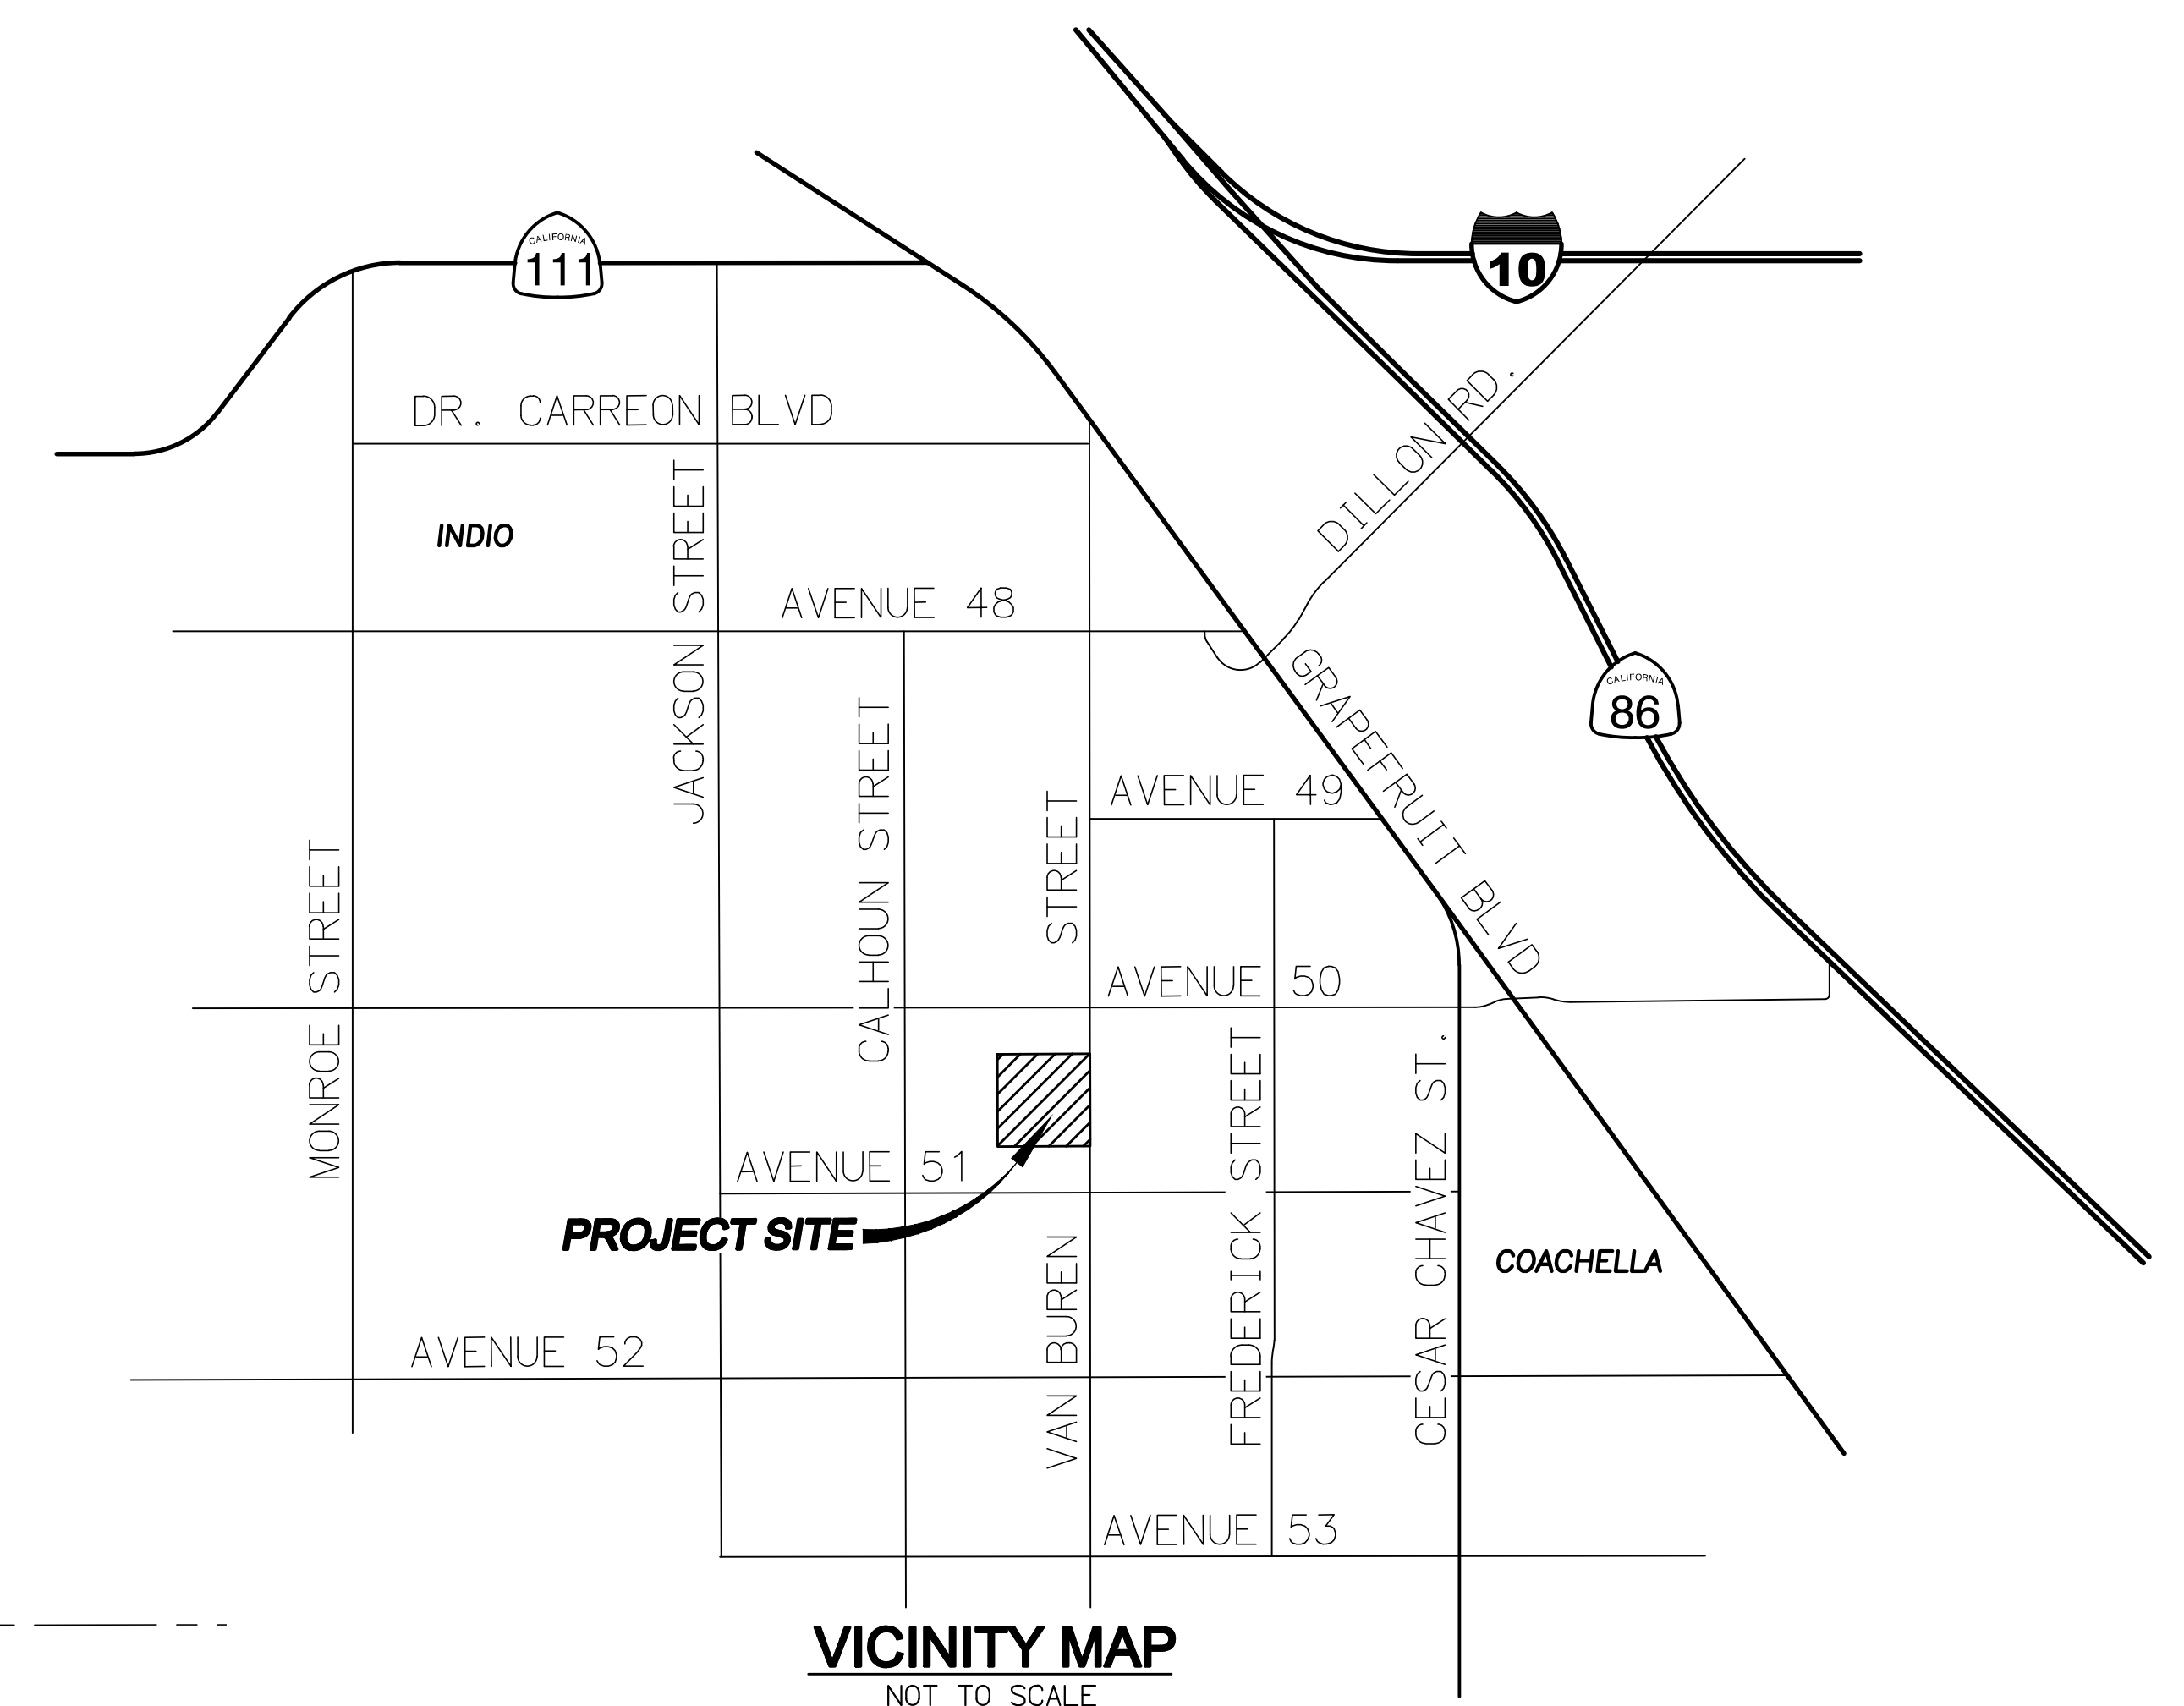 CALIFORNIA
111
10
DR. CARREON BLVD
DILLON RD.
INDIO
JACKSON STREET
AVENUE 48
GRAPEFRUIT BLVD
CALIFORNIA
86
CALHOUN STREET
AVENUE 49
MONROE STREET
VAN BUREN STREET
AVENUE 50
FREDERICK STREET
CESAR CHAVEZ ST.
AVENUE 51
PROJECT SITE
COACHELLA
AVENUE 52
AVENUE 53
VICINITY MAP
NOT TO SCALE